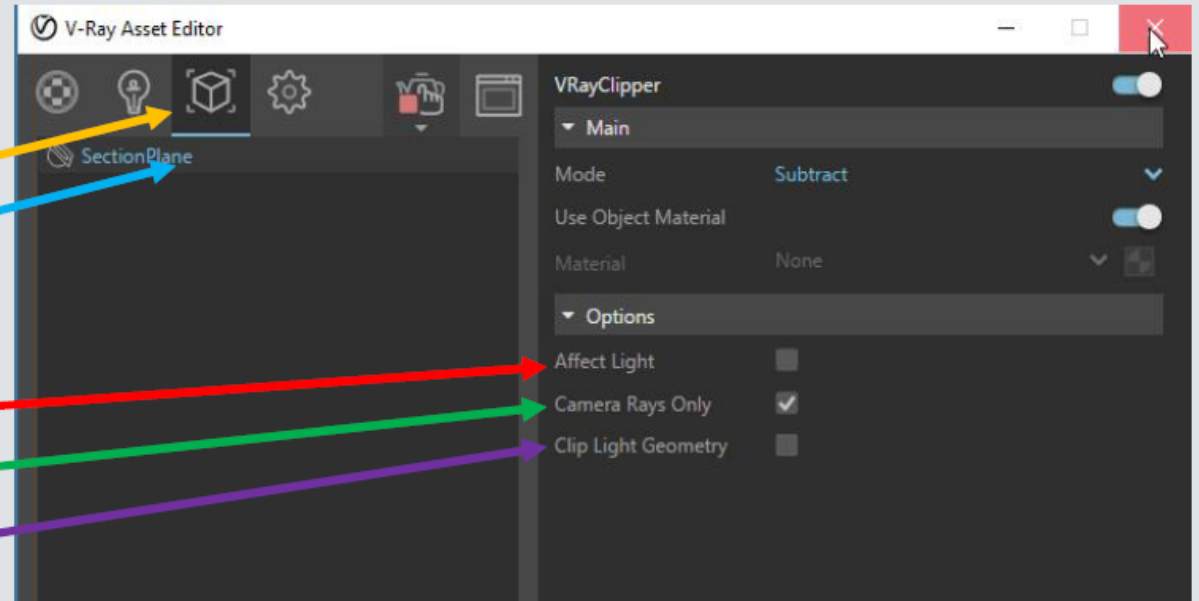 V-Ray Asset Editor
SectionPlane
VRayClipper
Main
Mode Subtract
Use Object Material
Material None
Options
Affect Light
Camera Rays Only
Clip Light Geometry